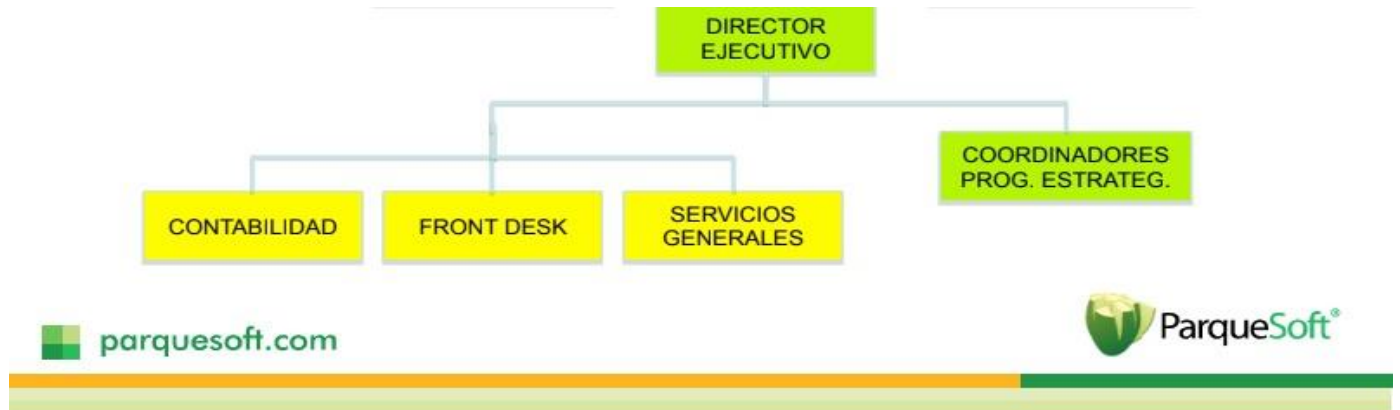 DIRECTOR
EJECUTIVO
COORDINADORES
PROG. ESTRATEG.
CONTABILIDAD
FRONT DESK
SERVICIOS
GENERALES
parquesoft.com
ParqueSoft®